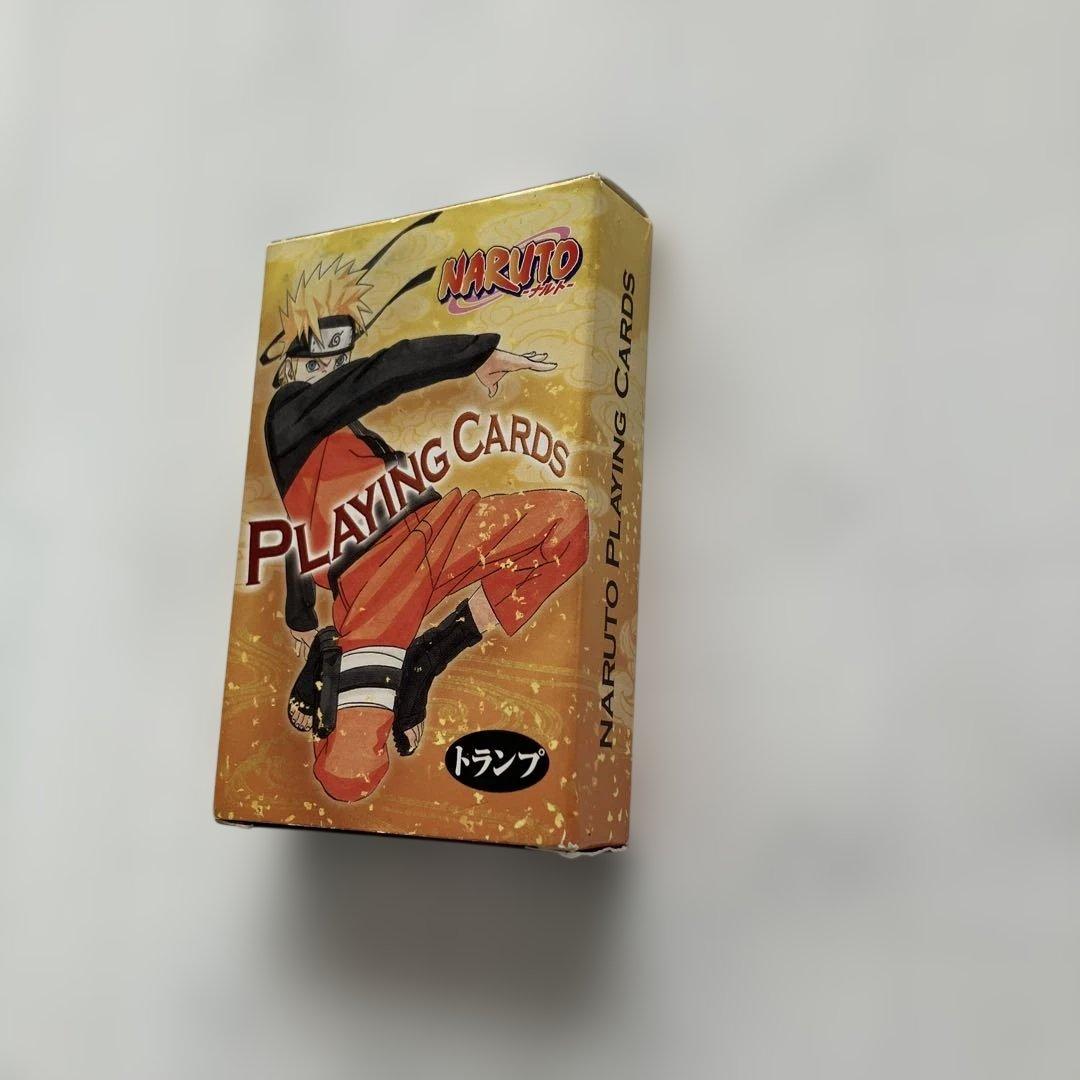 NARUTO
-ナルト-
PLAYING CARDS
トランプ
NARUTO PLAYING CARDS